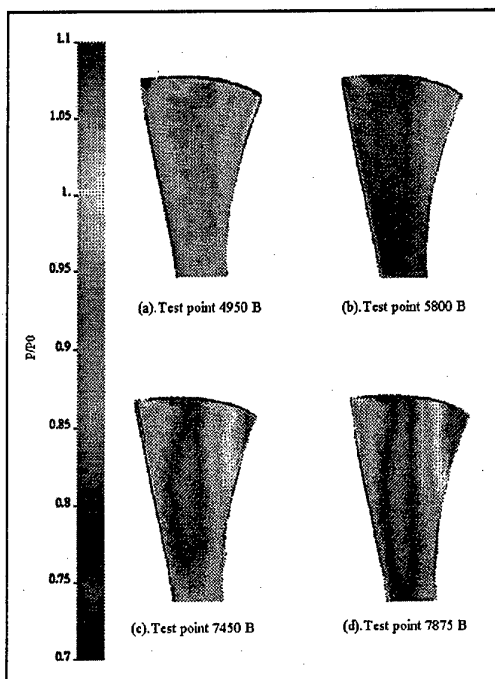 1.1
1.05
1.
0.95
P/P0
0.9
0.85
0.8
0.75
0.7
(a).Test point 4950 B
(b).Test point 5800 B
(c).Test point 7450 B
(d).Test point 7875 B